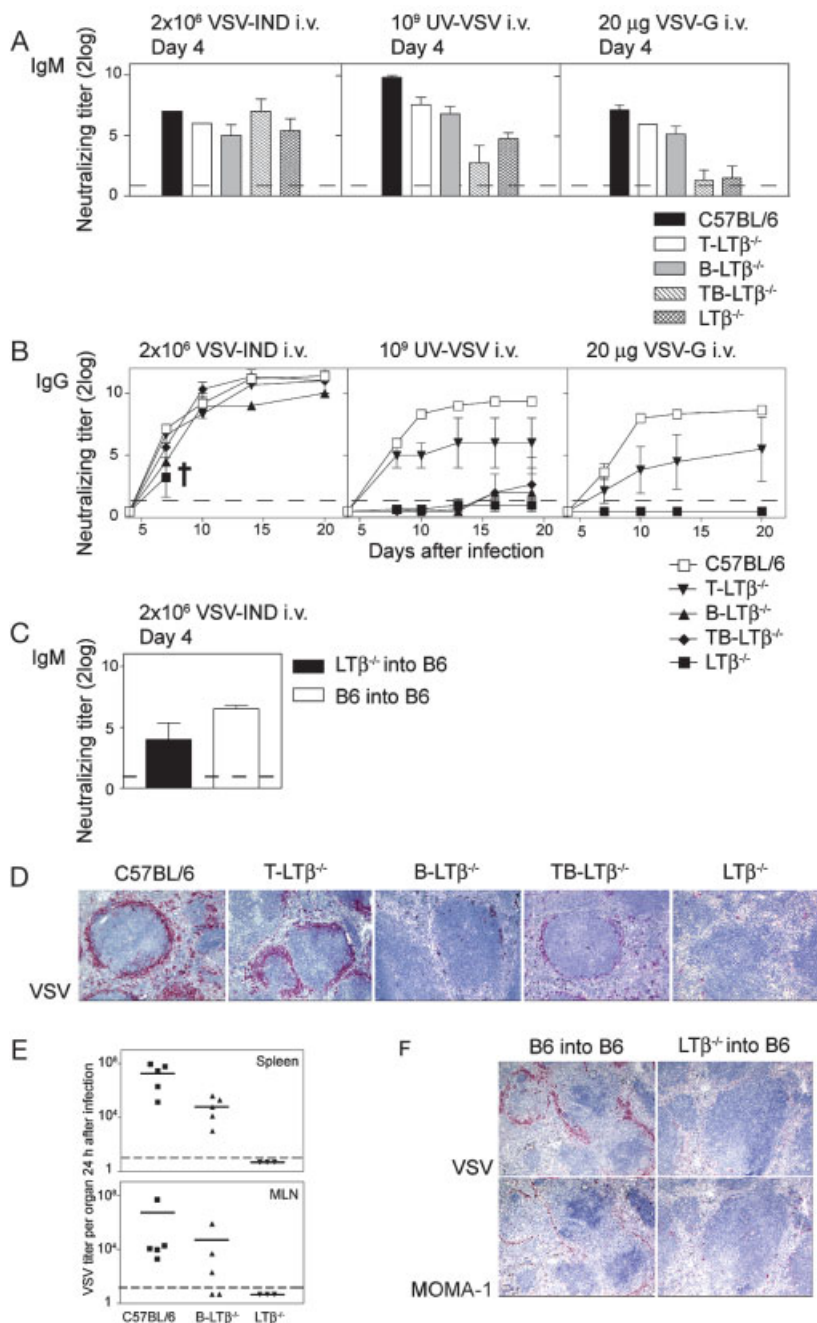 A
2x10⁶ VSV-IND i.v.
Day 4
10⁹ UV-VSV i.v.
Day 4
20 µg VSV-G i.v.
Day 4
IgM
Neutralizing titer (2log)
10
5
0
C57BL/6
T-LTβ⁻/⁻
B-LTβ⁻/⁻
TB-LTβ⁻/⁻
LTβ⁻/⁻
B
2x10⁶ VSV-IND i.v.
10⁹ UV-VSV i.v.
20 µg VSV-G i.v.
IgG
Neutralizing titer (2log)
10
5
0
†
5 10 15 20 5 10 15 20 5 10 15 20
Days after infection
C57BL/6
T-LTβ⁻/⁻
B-LTβ⁻/⁻
TB-LTβ⁻/⁻
LTβ⁻/⁻
C
2x10⁶ VSV-IND i.v.
Day 4
IgM
Neutralizing titer (2log)
10
5
0
LTβ⁻/⁻ into B6
B6 into B6
D
C57BL/6 T-LTβ⁻/⁻ B-LTβ⁻/⁻ TB-LTβ⁻/⁻ LTβ⁻/⁻
VSV
E
VSV titer per organ 24 h after infection
10⁸
Spleen
10⁴
1
10⁸
MLN
10⁴
1
C57BL/6 B-LTβ⁻/⁻ LTβ⁻/⁻
F
B6 into B6 LTβ⁻/⁻ into B6
VSV
MOMA-1